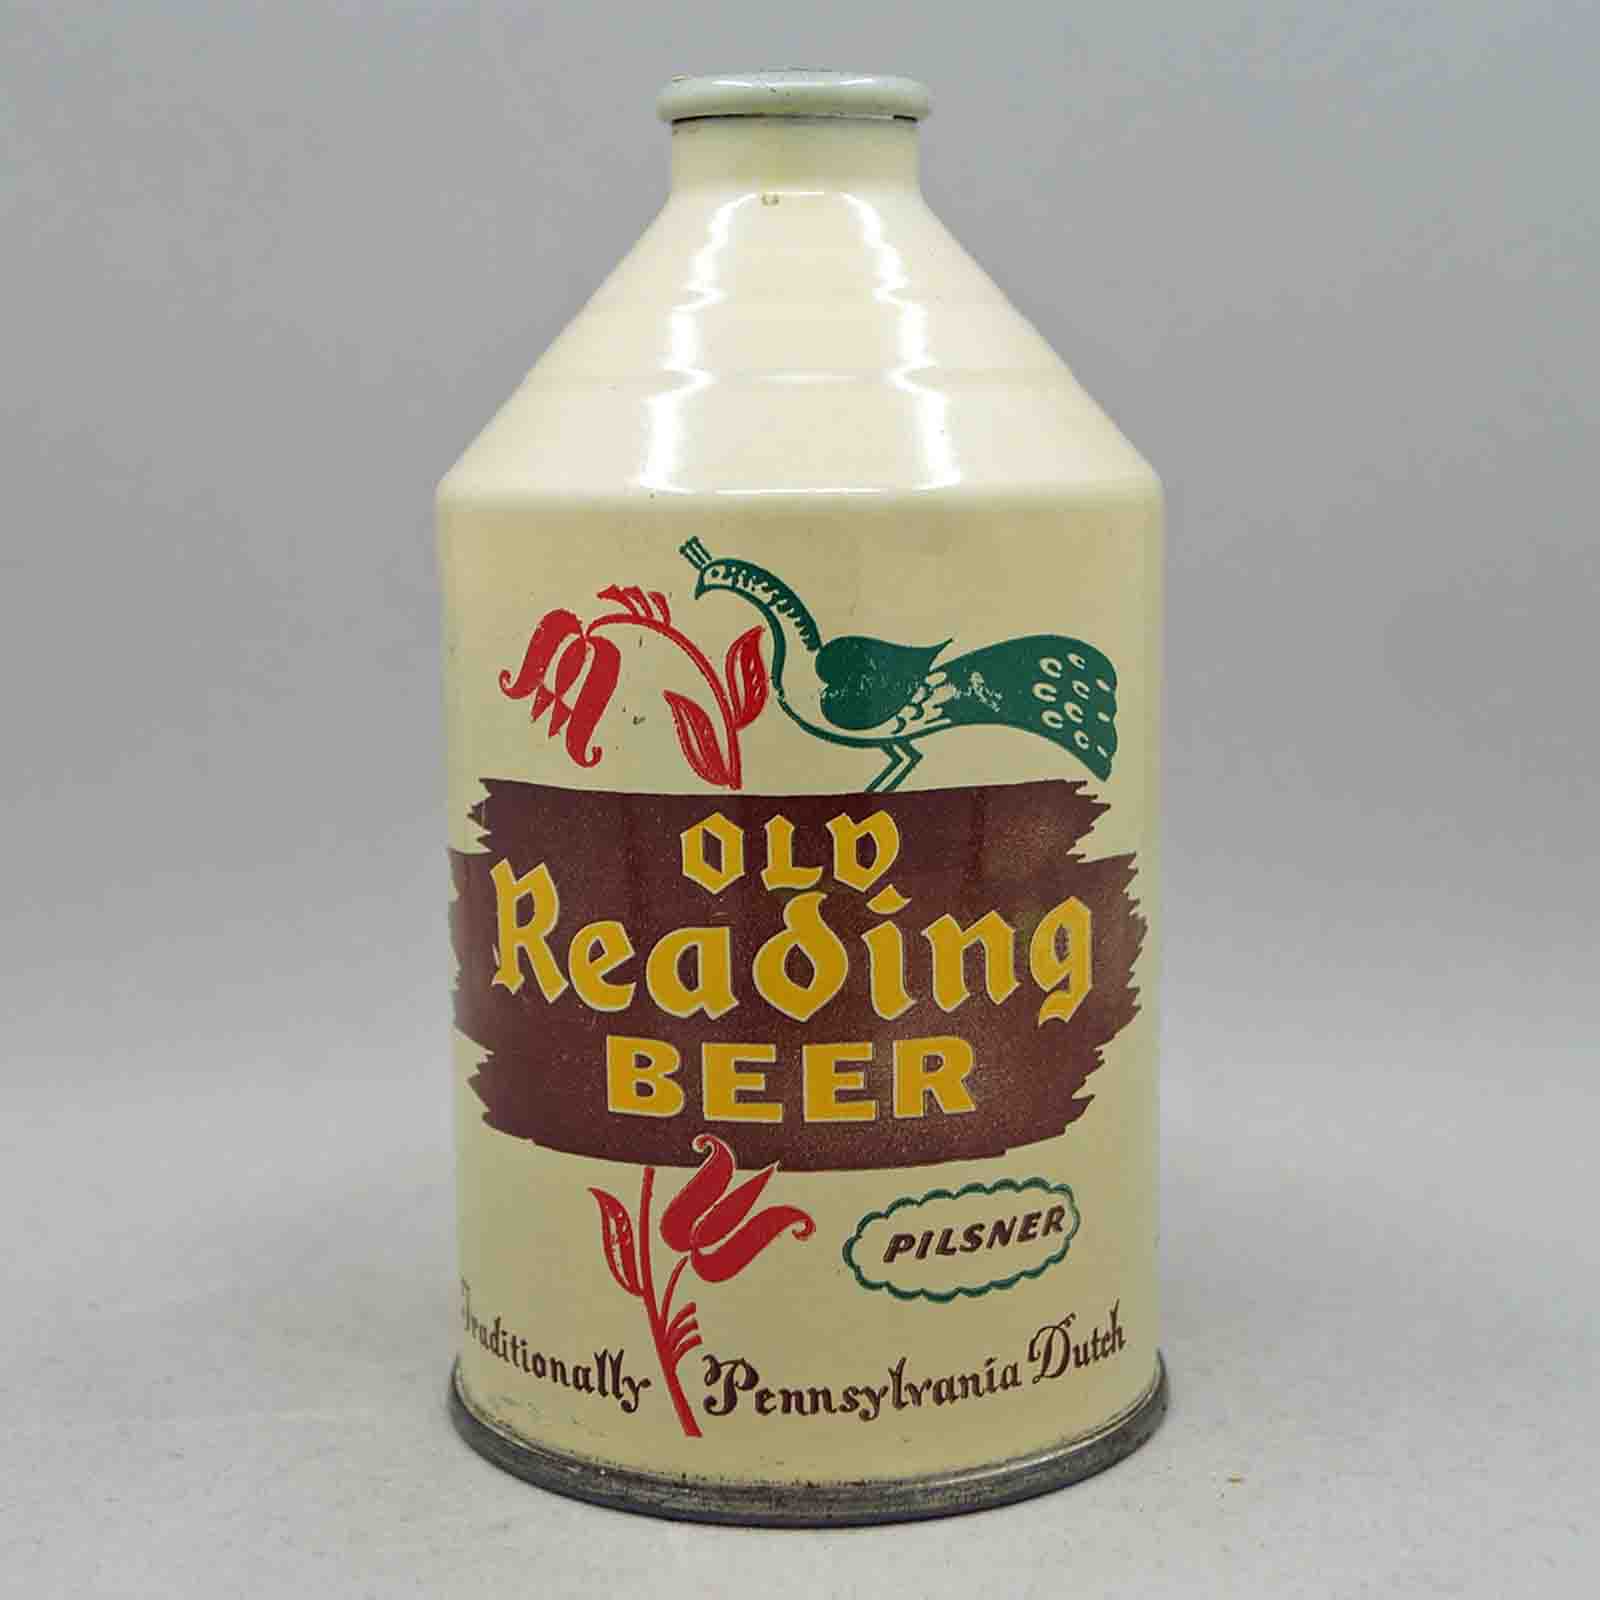 OLD
Reading
BEER
PILSNER
Traditionally Pennsylvania Dutch